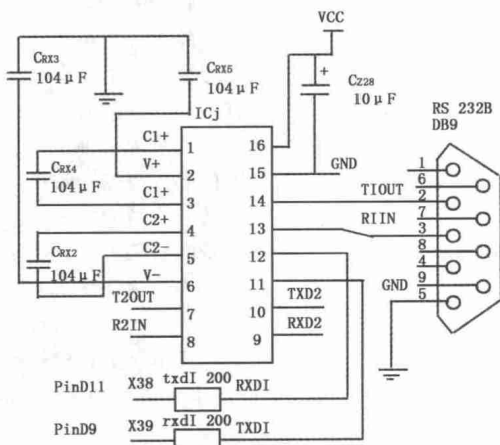 VCC
CRX3
104μF
CRX5
104μF
+
CZ28
10μF
RS 232B
DB9
ICj
C1+
1
16
V+
2
15
GND
CRX4
104μF
C1+
3
14
TIOUT
C2+
4
13
RIIN
CRX2
104μF
C2-
5
12
V-
6
11
T2OUT
7
10
TXD2
R2IN
8
9
RXD2
1
6
2
7
3
8
4
9
GND
5
PinD11
X38
txdI 200
RXDI
PinD9
X39
rxdI 200
TXDI